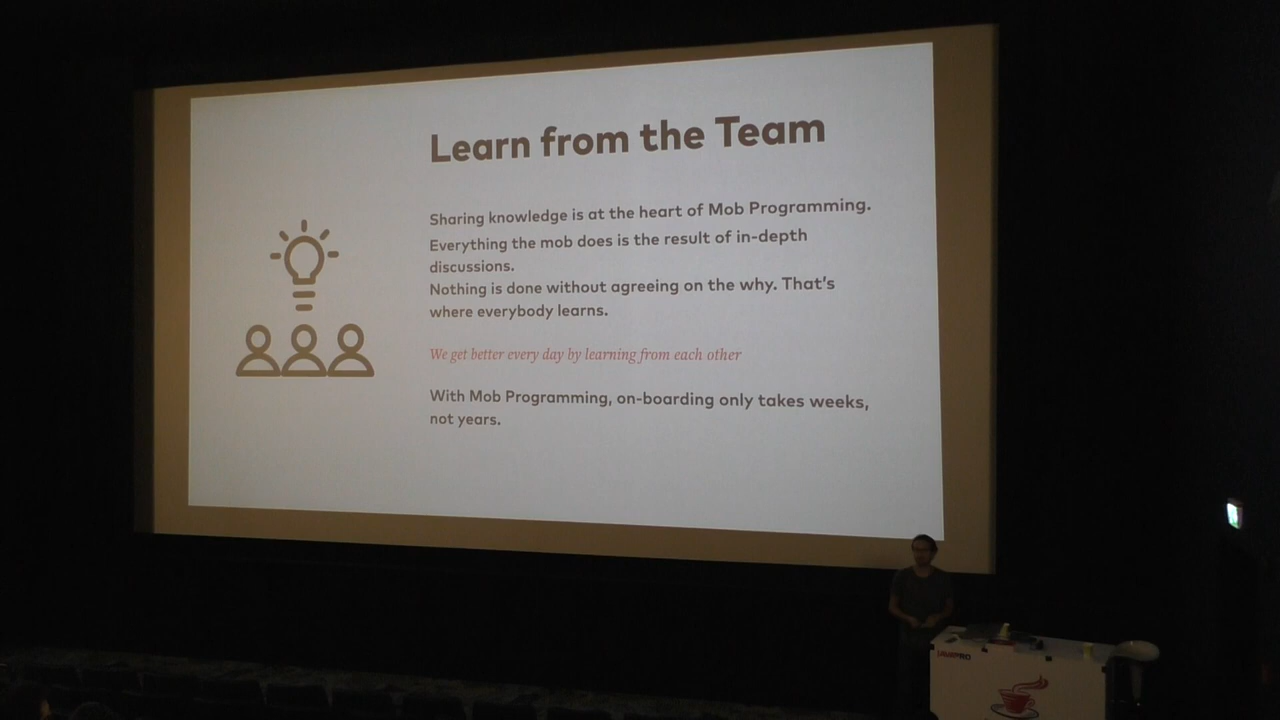 Learn from the Team
Sharing knowledge is at the heart of Mob Programming.
Everything the mob does is the result of in-depth
discussions.
Nothing is done without agreeing on the why. That's
where everybody learns.
We get better every day by learning from each other
With Mob Programming, on-boarding only takes weeks,
not years.